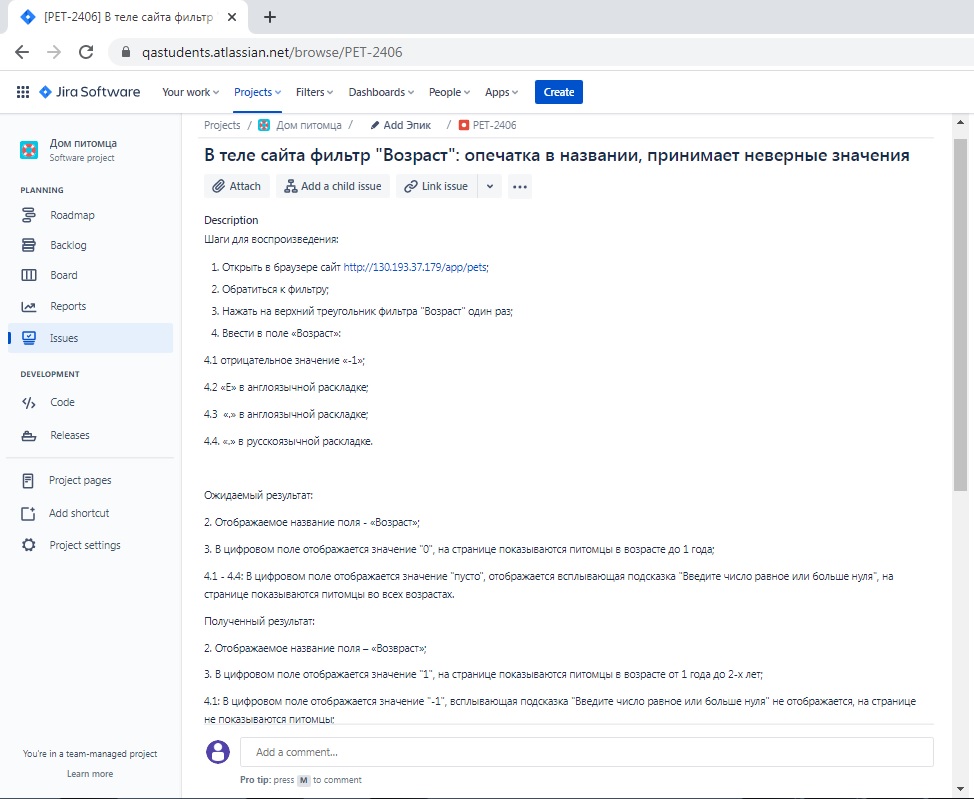 [PET-2406] В теле сайта фильтр
qastudents.atlassian.net/browse/PET-2406
Jira Software
Your work
Projects
Filters
Dashboards
People
Apps
Create
Projects / Дом питомца / Add Эпик / PET-2406
Дом питомца
Software project
PLANNING
Roadmap
Backlog
Board
Reports
Issues
DEVELOPMENT
Code
Releases
Project pages
Add shortcut
Project settings
You're in a team-managed project
Learn more
В теле сайта фильтр "Возраст": опечатка в названии, принимает неверные значения
Attach
Add a child issue
Link issue
Description
Шаги для воспроизведения:
1. Открыть в браузере сайт http://130.193.37.179/app/pets;
2. Обратиться к фильтру;
3. Нажать на верхний треугольник фильтра "Возраст" один раз;
4. Ввести в поле «Возраст»:
4.1 отрицательное значение «-1»;
4.2 «E» в англоязычной раскладке;
4.3 «.» в англоязычной раскладке;
4.4. «.» в русскоязычной раскладке.
Ожидаемый результат:
2. Отображаемое название поля - «Возраст»;
3. В цифровом поле отображается значение "0", на странице показываются питомцы в возрасте до 1 года;
4.1 - 4.4: В цифровом поле отображается значение "пусто", отображается всплывающая подсказка "Введите число равное или больше нуля", на
странице показываются питомцы во всех возрастах.
Полученный результат:
2. Отображаемое название поля – «Возвраст»;
3. В цифровом поле отображается значение "1", на странице показываются питомцы в возрасте от 1 года до 2-х лет;
4.1: В цифровом поле отображается значение "-1", всплывающая подсказка "Введите число равное или больше нуля" не отображается, на странице
не показываются питомцы;
Add a comment...
Pro tip: press M to comment